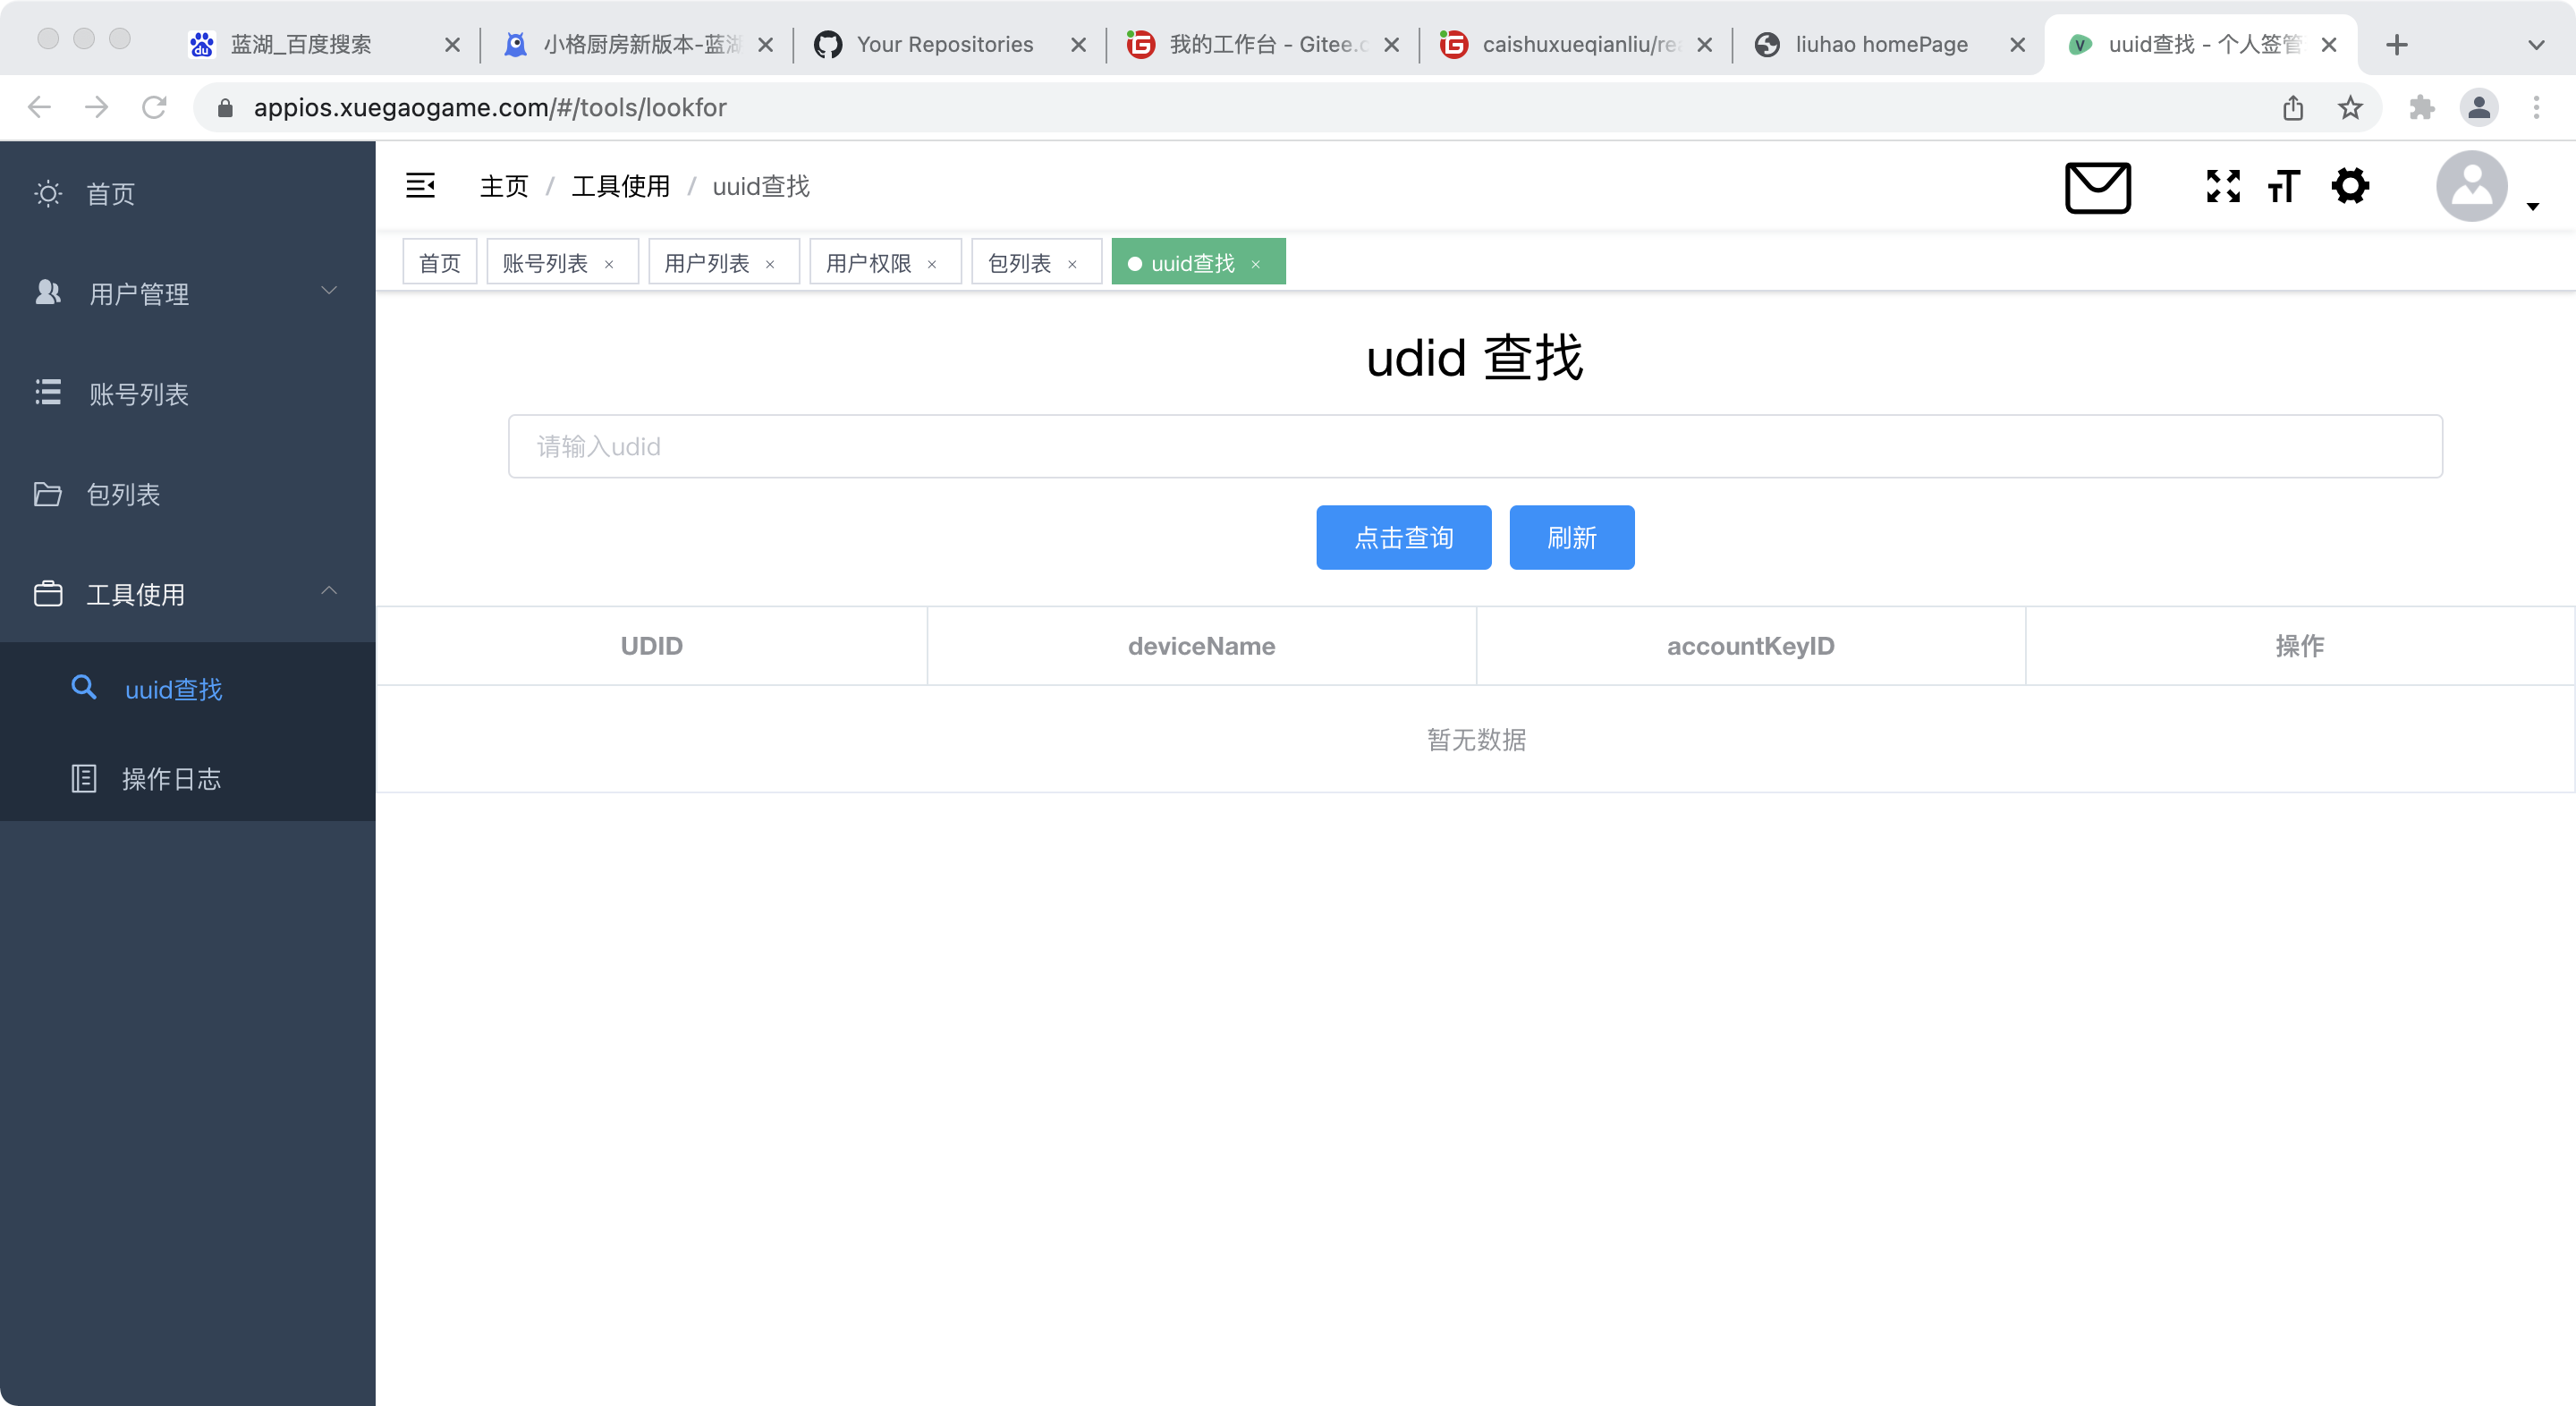 蓝湖_百度搜索
小格厨房新版本-蓝湖
Your Repositories
我的工作台 - Gitee.c
caishuxueqianliu/rea
liuhao homePage
uuid查找 - 个人签管
appios.xuegaogame.com/#/tools/lookfor
首页
用户管理
账号列表
包列表
工具使用
uuid查找
操作日志
主页 / 工具使用 / uuid查找
首页 账号列表 × 用户列表 × 用户权限 × 包列表 × uuid查找 ×
udid 查找
请输入udid
点击查询 刷新
UDID deviceName accountKeyID 操作
暂无数据